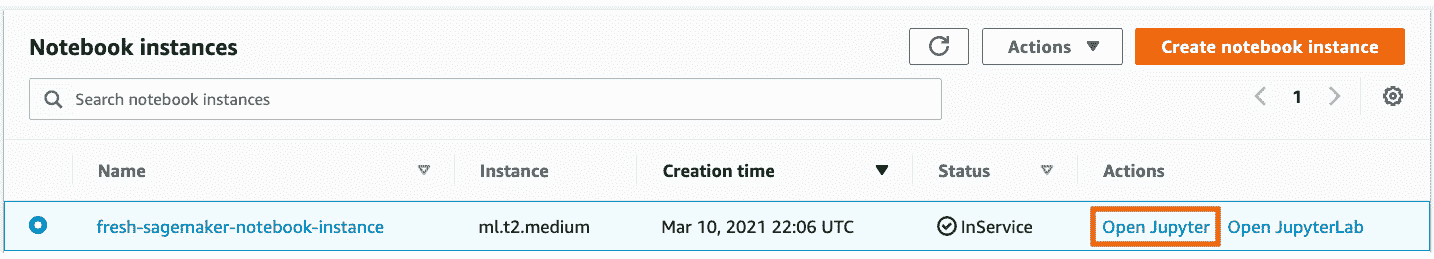 Notebook instances
Actions
Create notebook instance
Search notebook instances
1
Name Instance Creation time Status Actions
fresh-sagemaker-notebook-instance ml.t2.medium Mar 10, 2021 22:06 UTC InService Open Jupyter Open JupyterLab